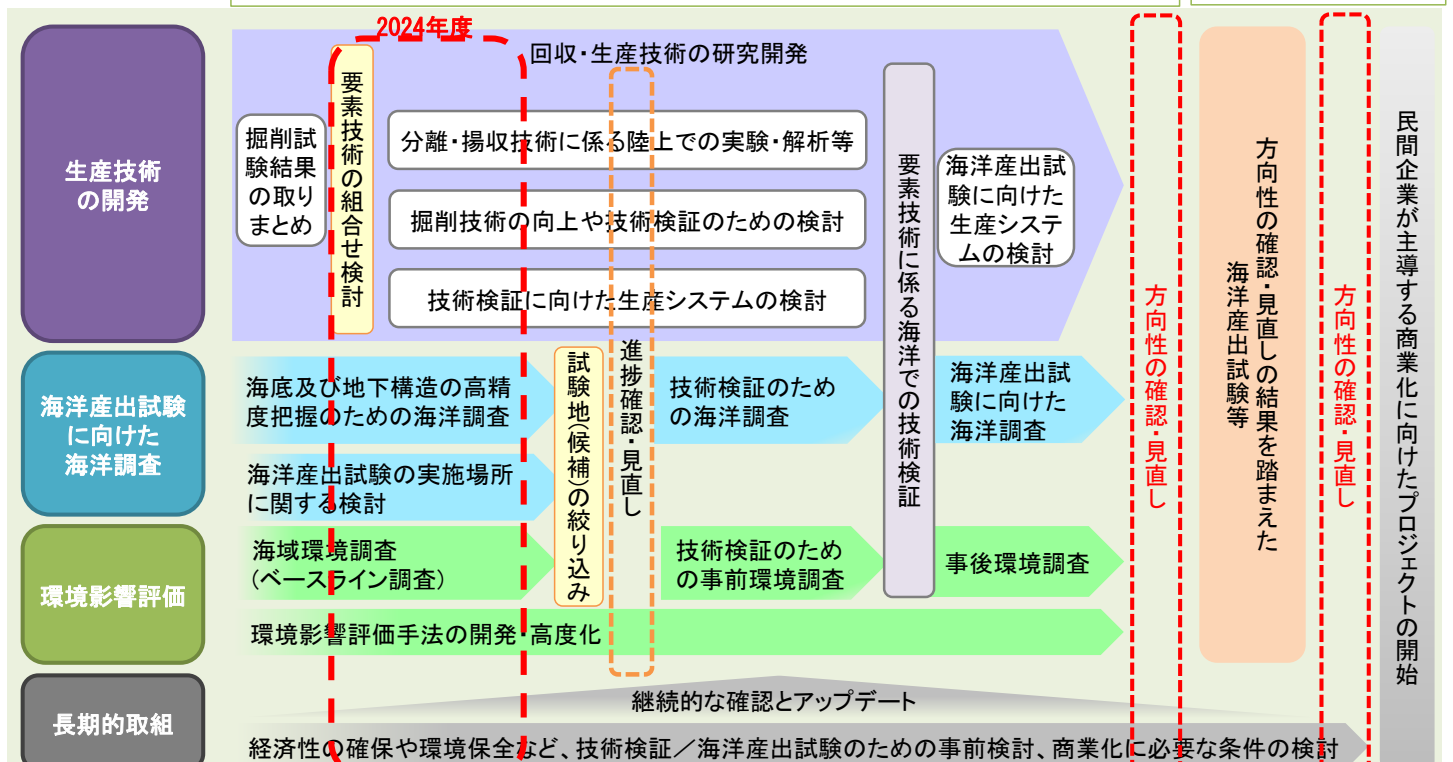 2024年度
生産技術
の開発
回収・生産技術の研究開発
掘削試
験結果
の取り
まとめ
要素技術の組合せ検討
分離・揚収技術に係る陸上での実験・解析等
掘削技術の向上や技術検証のための検討
技術検証に向けた生産システムの検討
要素技術に係る海洋での技術検証
海洋産出試
験に向けた
生産システ
ムの検討
海洋産出試験
に向けた
海洋調査
海底及び地下構造の高精
度把握のための海洋調査
海洋産出試験の実施場所
に関する検討
試験地(候補)の絞り込み
進捗確認・見直し
技術検証のため
の海洋調査
海洋産出試
験に向けた
海洋調査
環境影響評価
海域環境調査
(ベースライン調査)
技術検証のため
の事前環境調査
事後環境調査
環境影響評価手法の開発・高度化
方向性の確認・見直し
方向性の確認・見直しの結果を踏まえた
海洋産出試験等
方向性の確認・見直し
民間企業が主導する商業化に向けたプロジェクトの開始
長期的取組
継続的な確認とアップデート
経済性の確保や環境保全など、技術検証／海洋産出試験のための事前検討、商業化に必要な条件の検討